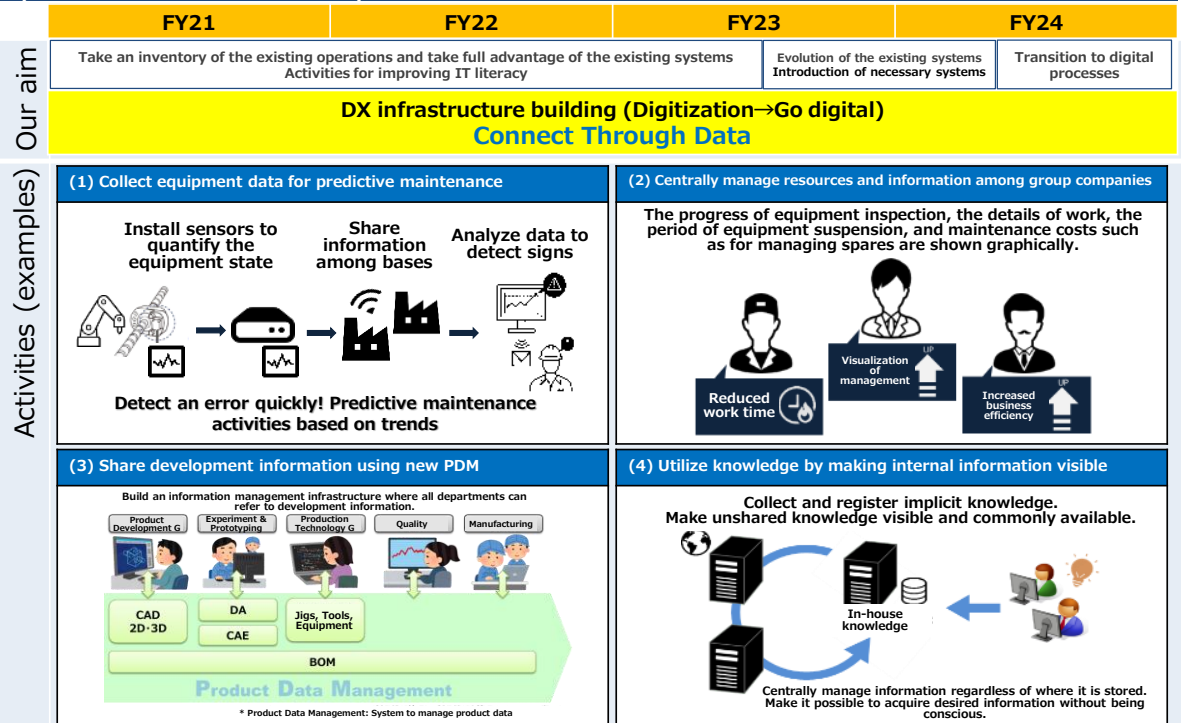 FY21
FY22
FY23
FY24
Our aim
Take an inventory of the existing operations and take full advantage of the existing systems
Activities for improving IT literacy
Evolution of the existing systems
Introduction of necessary systems
Transition to digital
processes
DX infrastructure building (Digitization→Go digital)
Connect Through Data
Activities (examples)
(1) Collect equipment data for predictive maintenance
Install sensors to
quantify the
equipment state
Share
information
among bases
Analyze data to
detect signs
Detect an error quickly! Predictive maintenance
activities based on trends
(2) Centrally manage resources and information among group companies
The progress of equipment inspection, the details of work, the
period of equipment suspension, and maintenance costs such
as for managing spares are shown graphically.
Reduced
work time
Visualization
of
management
UP
Increased
business
efficiency
UP
(3) Share development information using new PDM
Build an information management infrastructure where all departments can
refer to development information.
Product
Development G
Experiment &
Prototyping
Production
Technology G
Quality
Manufacturing
CAD
2D·3D
DA
CAE
Jigs, Tools,
Equipment
BOM
Product Data Management
* Product Data Management: System to manage product data
(4) Utilize knowledge by making internal information visible
Collect and register implicit knowledge.
Make unshared knowledge visible and commonly available.
In-house
knowledge
Centrally manage information regardless of where it is stored.
Make it possible to acquire desired information without being
conscious.